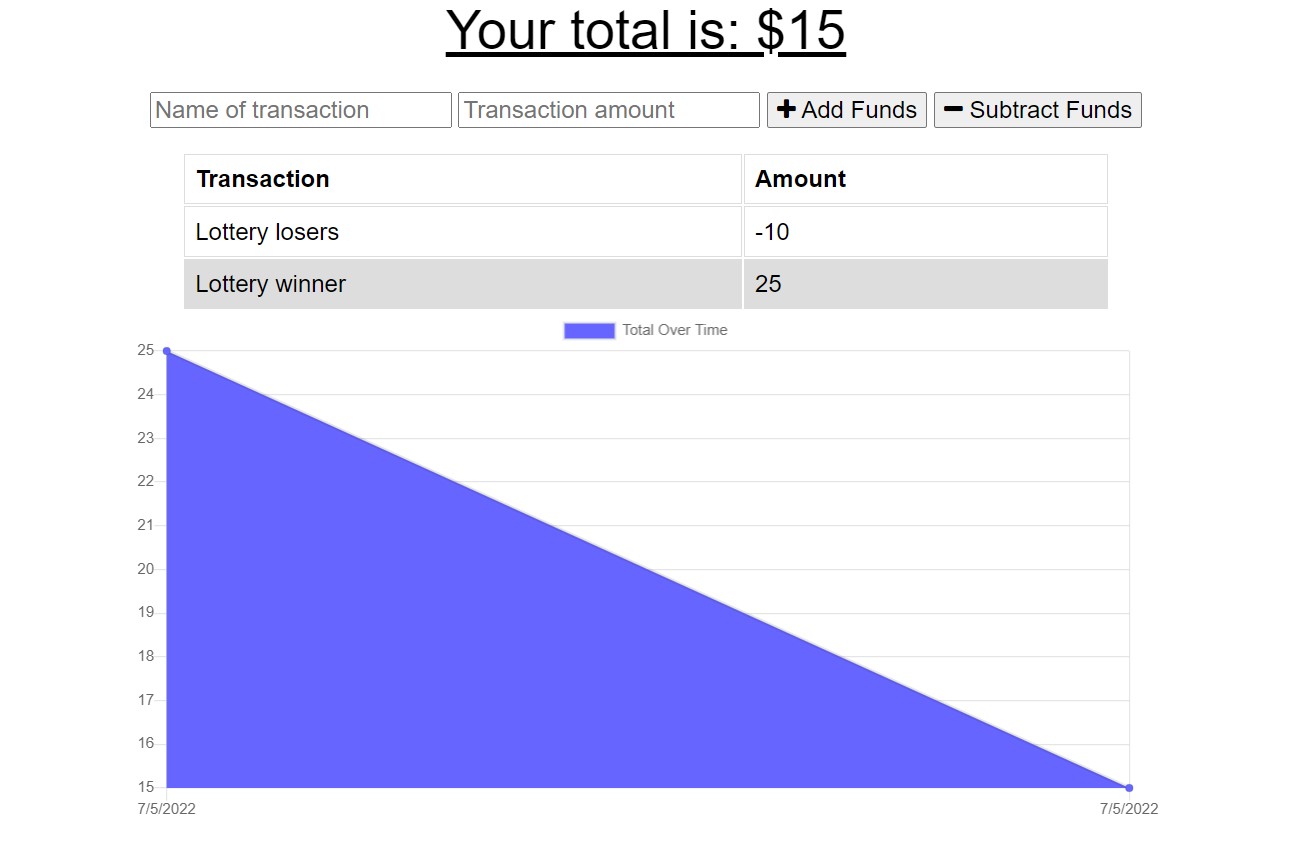 Your total is: $15
Name of transaction Transaction amount Add Funds Subtract Funds
Transaction Amount
Lottery losers -10
Lottery winner 25
Total Over Time
25
24
23
22
21
20
19
18
17
16
15
7/5/2022 7/5/2022